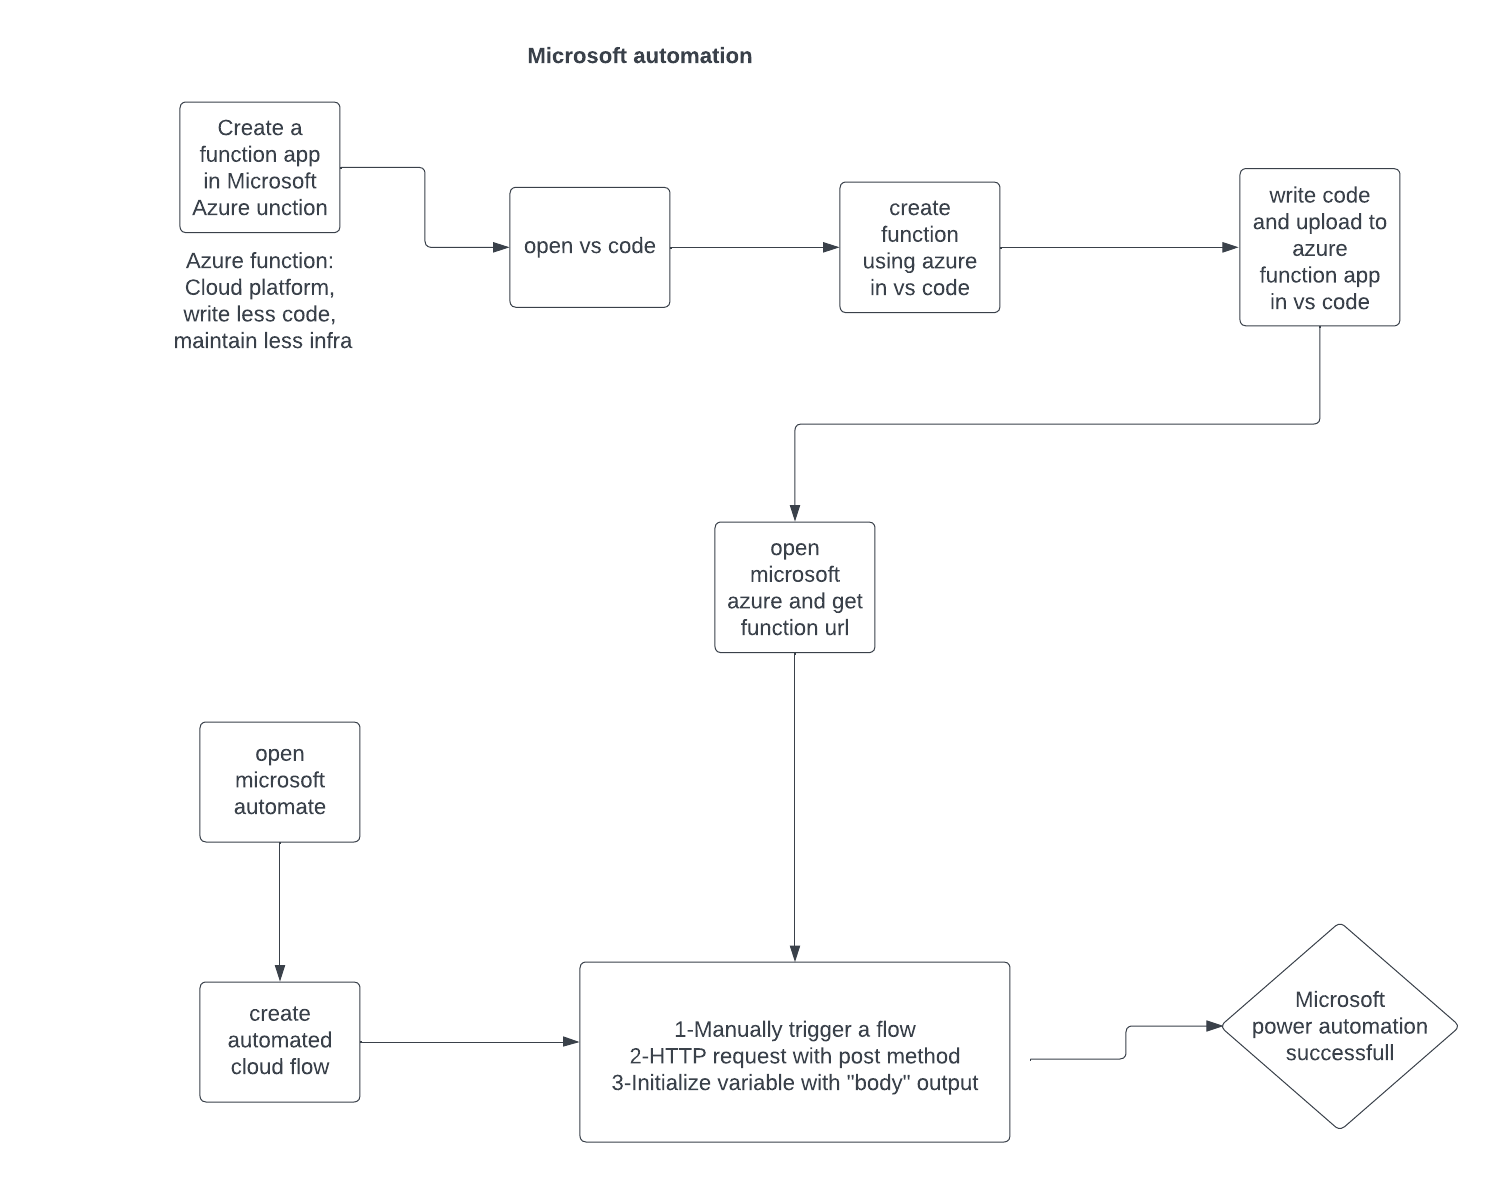 Microsoft automation
Create a
function app
in Microsoft
Azure unction
Azure function:
Cloud platform,
write less code,
maintain less infra
open vs code
create
function
using azure
in vs code
write code
and upload to
azure
function app
in vs code
open
microsoft
azure and get
function url
open
microsoft
automate
create
automated
cloud flow
1-Manually trigger a flow
2-HTTP request with post method
3-Initialize variable with "body" output
Microsoft
power automation
successfull